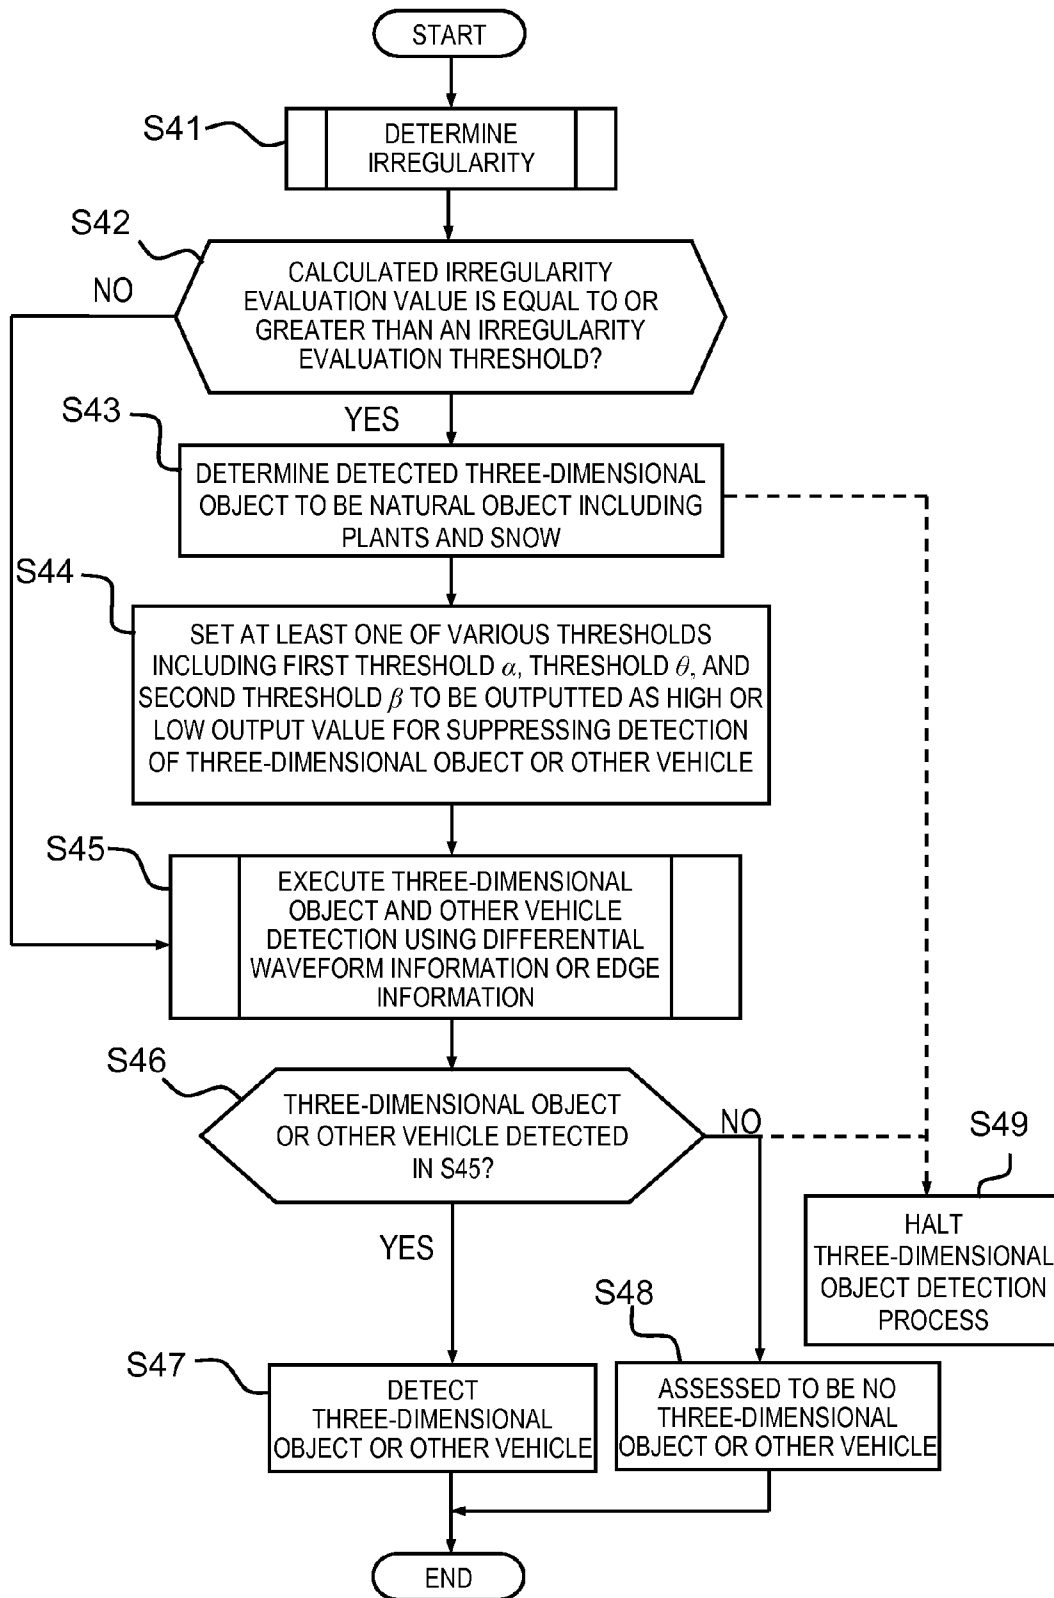 START
S41
DETERMINE
IRREGULARITY
S42
NO
CALCULATED IRREGULARITY
EVALUATION VALUE IS EQUAL TO OR
GREATER THAN AN IRREGULARITY
EVALUATION THRESHOLD?
YES
S43
DETERMINE DETECTED THREE-DIMENSIONAL
OBJECT TO BE NATURAL OBJECT INCLUDING
PLANTS AND SNOW
S44
SET AT LEAST ONE OF VARIOUS THRESHOLDS
INCLUDING FIRST THRESHOLD α, THRESHOLD θ, AND
SECOND THRESHOLD β TO BE OUTPUTTED AS HIGH OR
LOW OUTPUT VALUE FOR SUPPRESSING DETECTION
OF THREE-DIMENSIONAL OBJECT OR OTHER VEHICLE
S45
EXECUTE THREE-DIMENSIONAL
OBJECT AND OTHER VEHICLE
DETECTION USING DIFFERENTIAL
WAVEFORM INFORMATION OR EDGE
INFORMATION
S46
THREE-DIMENSIONAL OBJECT
OR OTHER VEHICLE DETECTED
IN S45?
NO
YES
S49
HALT
THREE-DIMENSIONAL
OBJECT DETECTION
PROCESS
S48
ASSESSED TO BE NO
THREE-DIMENSIONAL
OBJECT OR OTHER VEHICLE
S47
DETECT
THREE-DIMENSIONAL
OBJECT OR OTHER VEHICLE
END